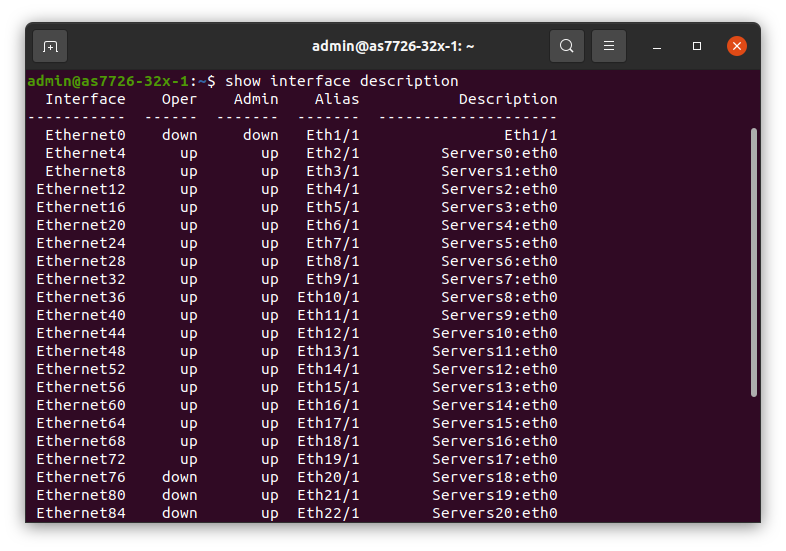 admin@as7726-32x-1: ~
admin@as7726-32x-1:~$ show interface description
  Interface    Oper    Admin    Alias           Description
-----------  ------  -------  -------  --------------------
  Ethernet0    down     down   Eth1/1                Eth1/1
  Ethernet4      up       up   Eth2/1         Servers0:eth0
  Ethernet8      up       up   Eth3/1         Servers1:eth0
 Ethernet12      up       up   Eth4/1         Servers2:eth0
 Ethernet16      up       up   Eth5/1         Servers3:eth0
 Ethernet20      up       up   Eth6/1         Servers4:eth0
 Ethernet24      up       up   Eth7/1         Servers5:eth0
 Ethernet28      up       up   Eth8/1         Servers6:eth0
 Ethernet32      up       up   Eth9/1         Servers7:eth0
 Ethernet36      up       up  Eth10/1         Servers8:eth0
 Ethernet40      up       up  Eth11/1         Servers9:eth0
 Ethernet44      up       up  Eth12/1        Servers10:eth0
 Ethernet48      up       up  Eth13/1        Servers11:eth0
 Ethernet52      up       up  Eth14/1        Servers12:eth0
 Ethernet56      up       up  Eth15/1        Servers13:eth0
 Ethernet60      up       up  Eth16/1        Servers14:eth0
 Ethernet64      up       up  Eth17/1        Servers15:eth0
 Ethernet68      up       up  Eth18/1        Servers16:eth0
 Ethernet72      up       up  Eth19/1        Servers17:eth0
 Ethernet76    down       up  Eth20/1        Servers18:eth0
 Ethernet80    down       up  Eth21/1        Servers19:eth0
 Ethernet84    down       up  Eth22/1        Servers20:eth0